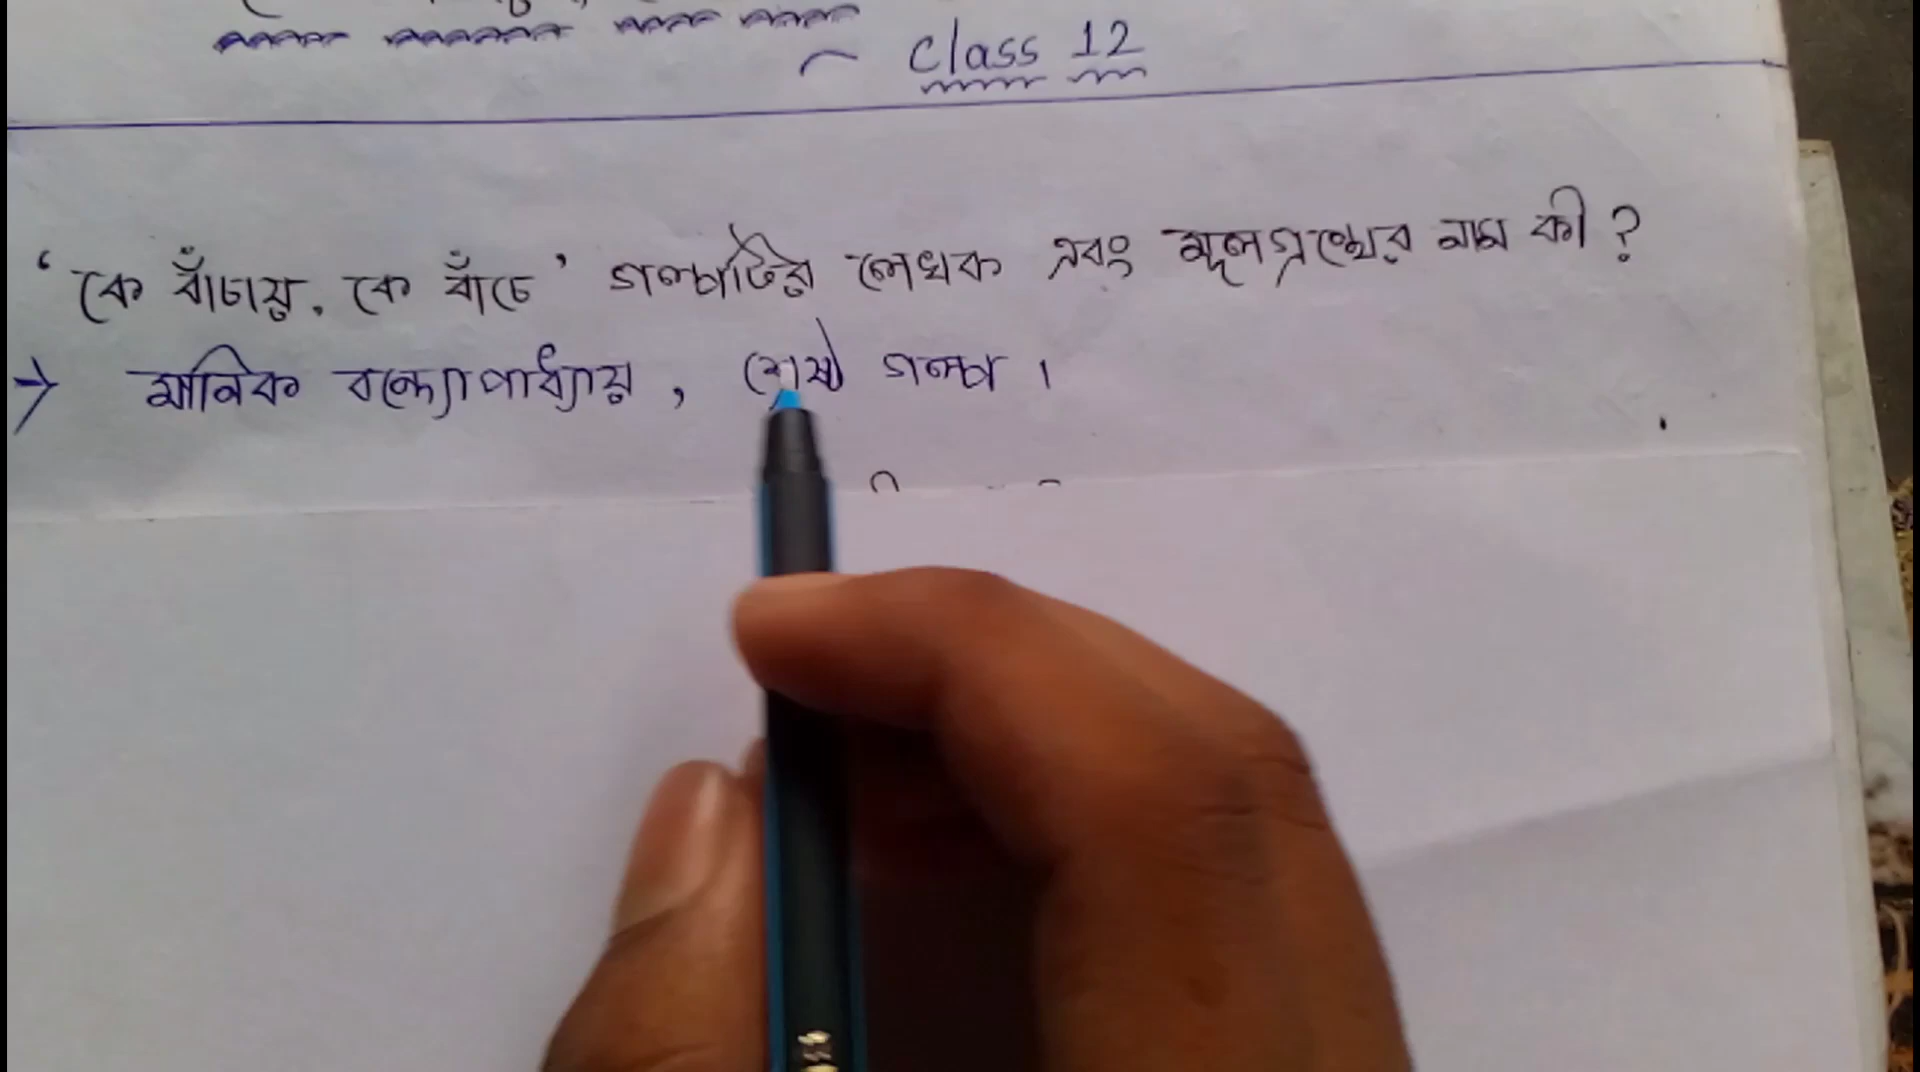 ~ Class 12
‘কে বাঁচায়, কে বাঁচে’ গল্পটির লেখক এবং মূলগ্রন্থের নাম কী?
→ মানিক বন্দ্যোপাধ্যায়, গল্প ।